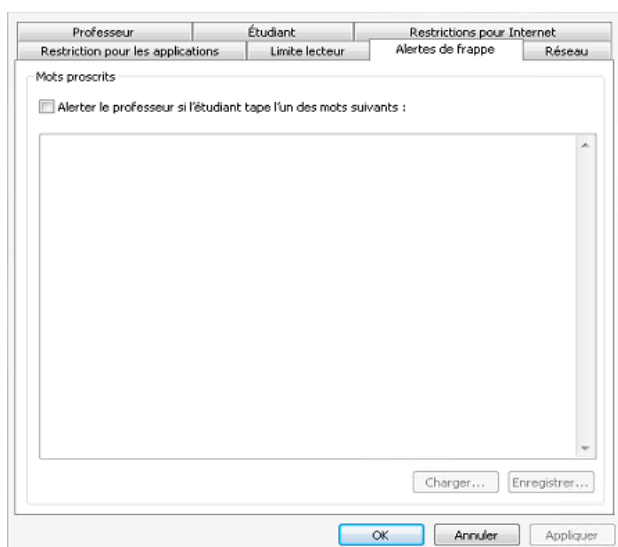 Professeur Étudiant Restrictions pour Internet
Restriction pour les applications Limite lecteur Alertes de frappe Réseau
Mots proscrits
Alerter le professeur si l'étudiant tape l'un des mots suivants :
Charger... Enregistrer...
OK Annuler Appliquer